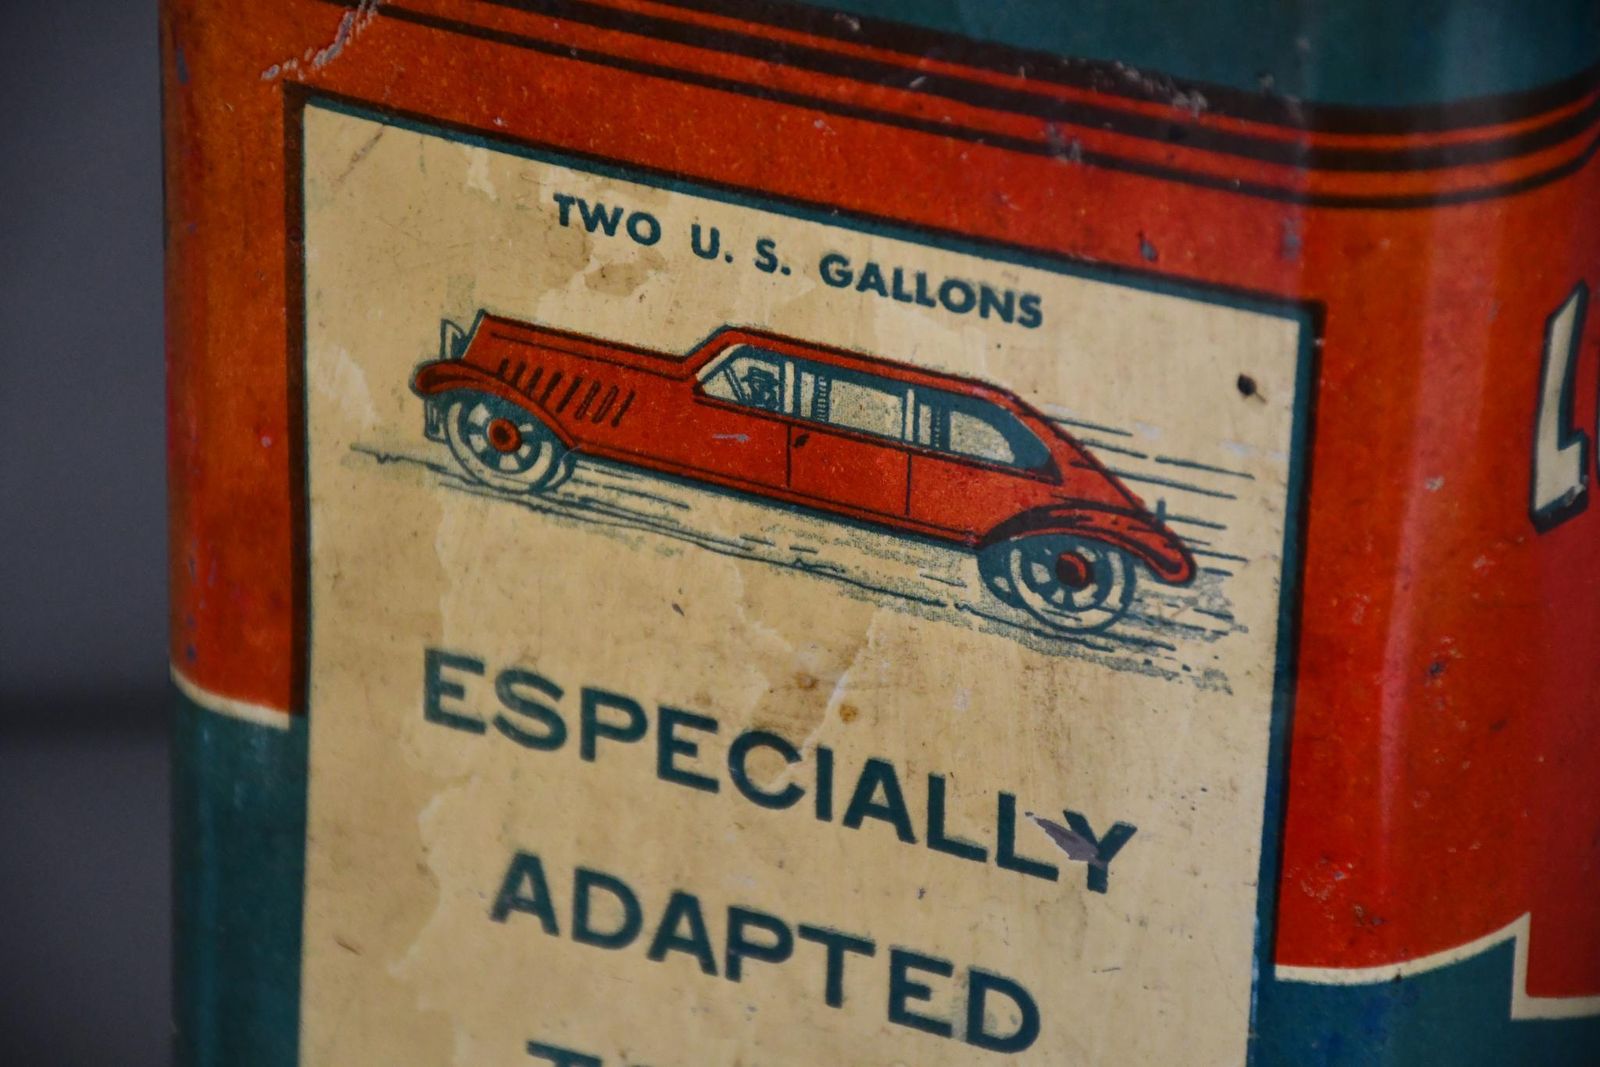 TWO U. S. GALLONS
ESPECIALLY
ADAPTED